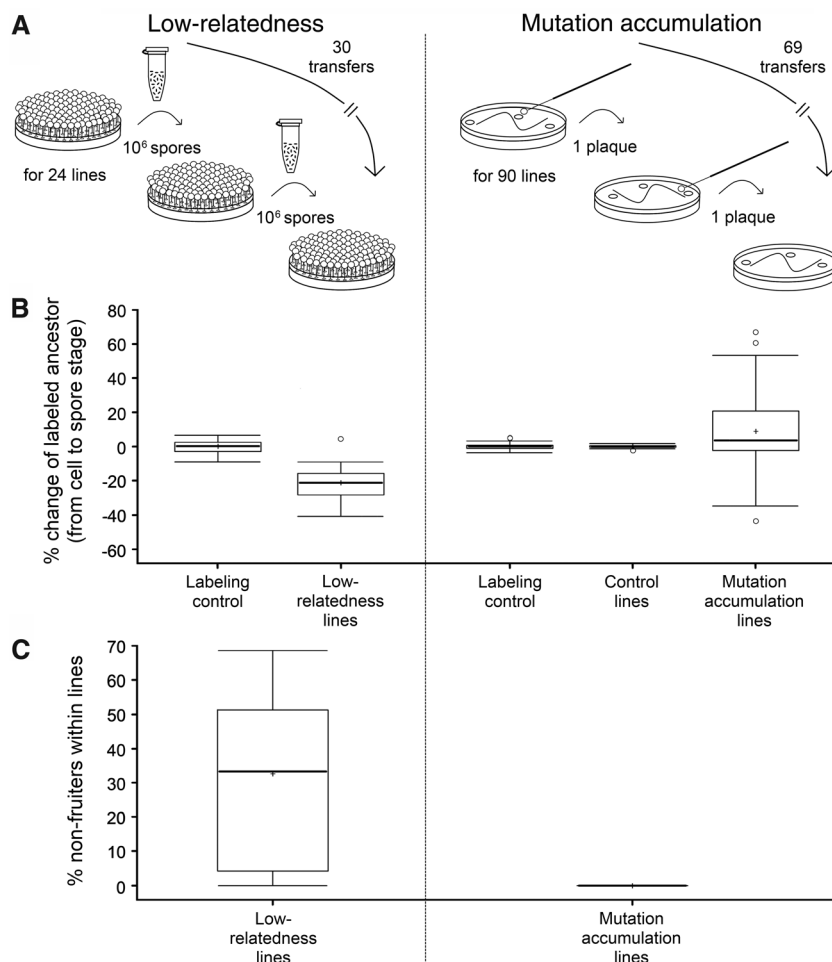 A
Low-relatedness
Mutation accumulation
30
transfers
69
transfers
10⁶ spores
for 24 lines
10⁶ spores
1 plaque
for 90 lines
1 plaque
B
% change of labeled ancestor
(from cell to spore stage)
80
60
40
20
0
-20
-40
-60
Labeling
control
Low-
relatedness
lines
Labeling
control
Control
lines
Mutation
accumulation
lines
C
% non-fruiters within lines
70
60
50
40
30
20
10
0
Low-
relatedness
lines
Mutation
accumulation
lines